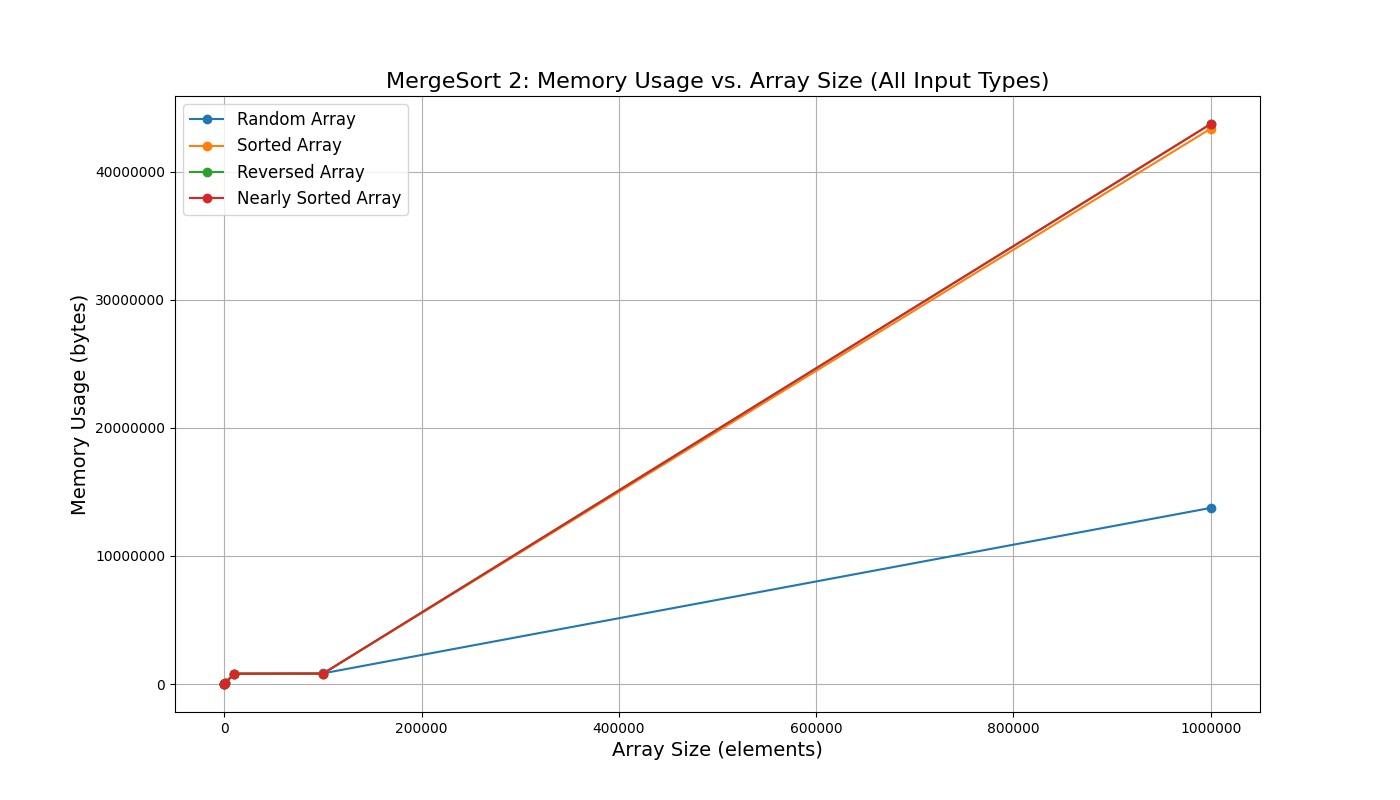 MergeSort 2: Memory Usage vs. Array Size (All Input Types)
Random Array
Sorted Array
Reversed Array
Nearly Sorted Array
Memory Usage (bytes)
40000000
30000000
20000000
10000000
0
0 200000 400000 600000 800000 1000000
Array Size (elements)